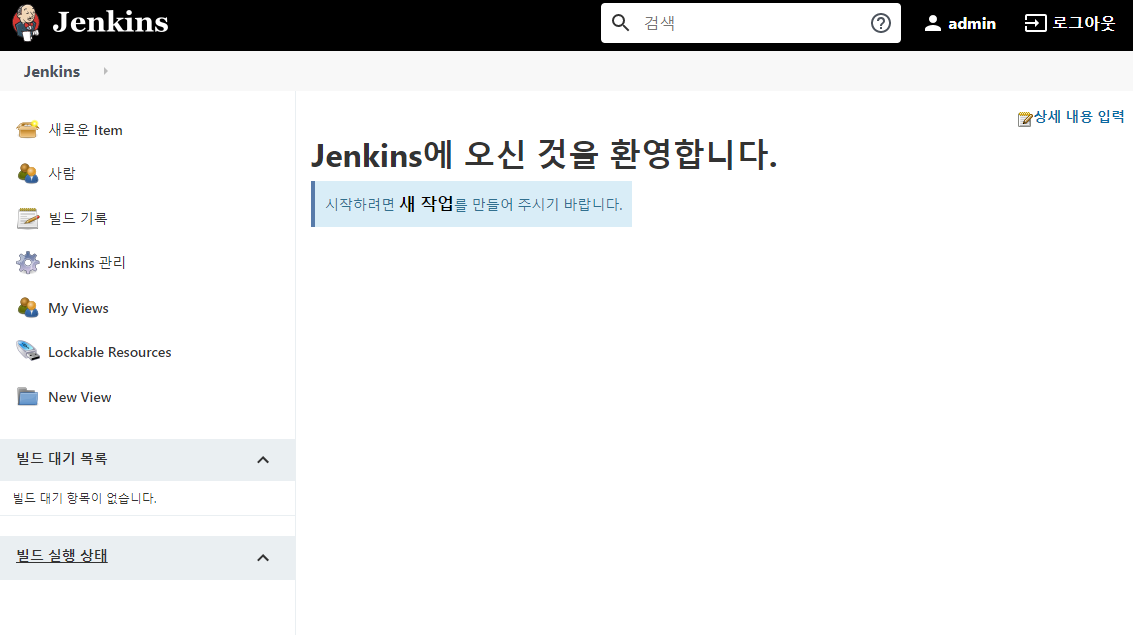 Jenkins
검색
admin
로그아웃
Jenkins
새로운 Item
사람
빌드 기록
Jenkins 관리
My Views
Lockable Resources
New View
빌드 대기 목록
빌드 대기 항목이 없습니다.
빌드 실행 상태
상세 내용 입력
Jenkins에 오신 것을 환영합니다.
시작하려면 새 작업를 만들어 주시기 바랍니다.